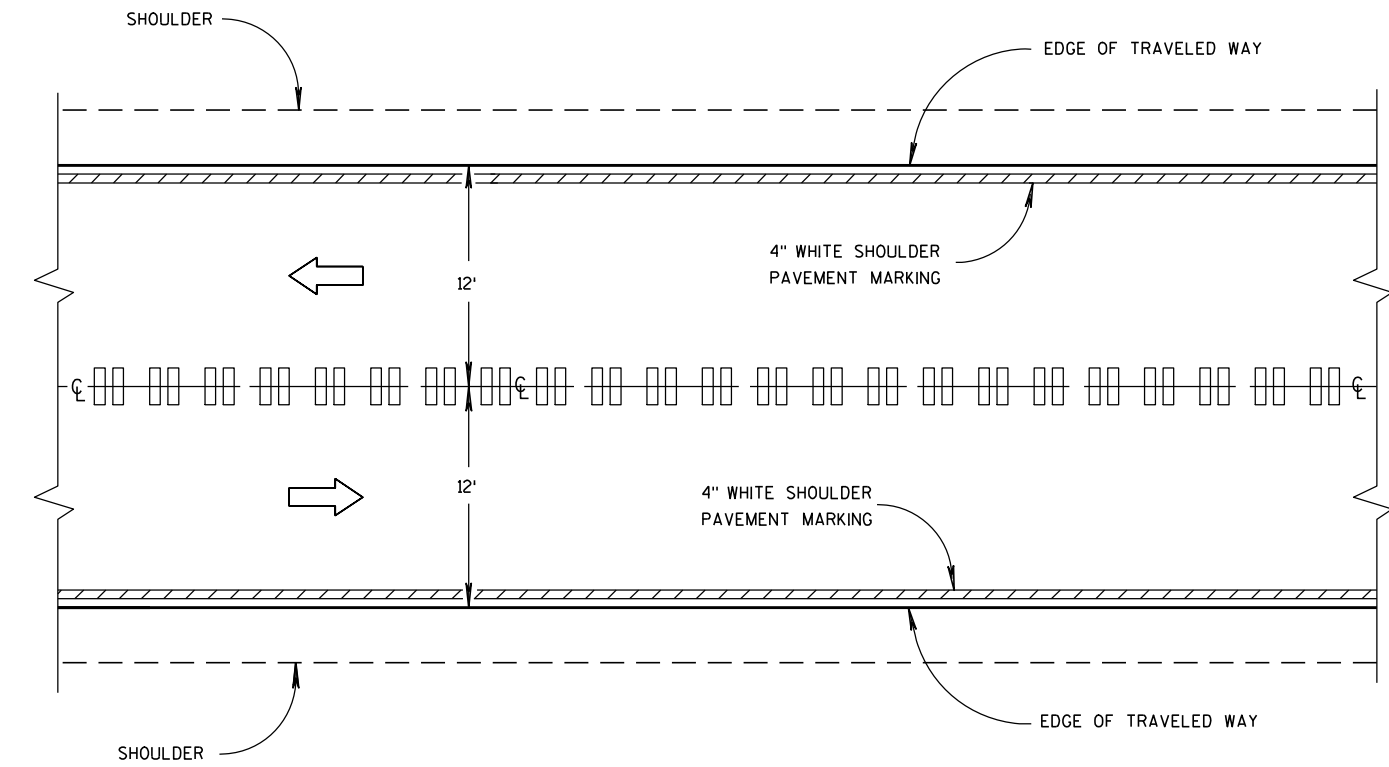 SHOULDER
EDGE OF TRAVELED WAY
4" WHITE SHOULDER
PAVEMENT MARKING
12'
℄
℄
℄
12'
4" WHITE SHOULDER
PAVEMENT MARKING
EDGE OF TRAVELED WAY
SHOULDER